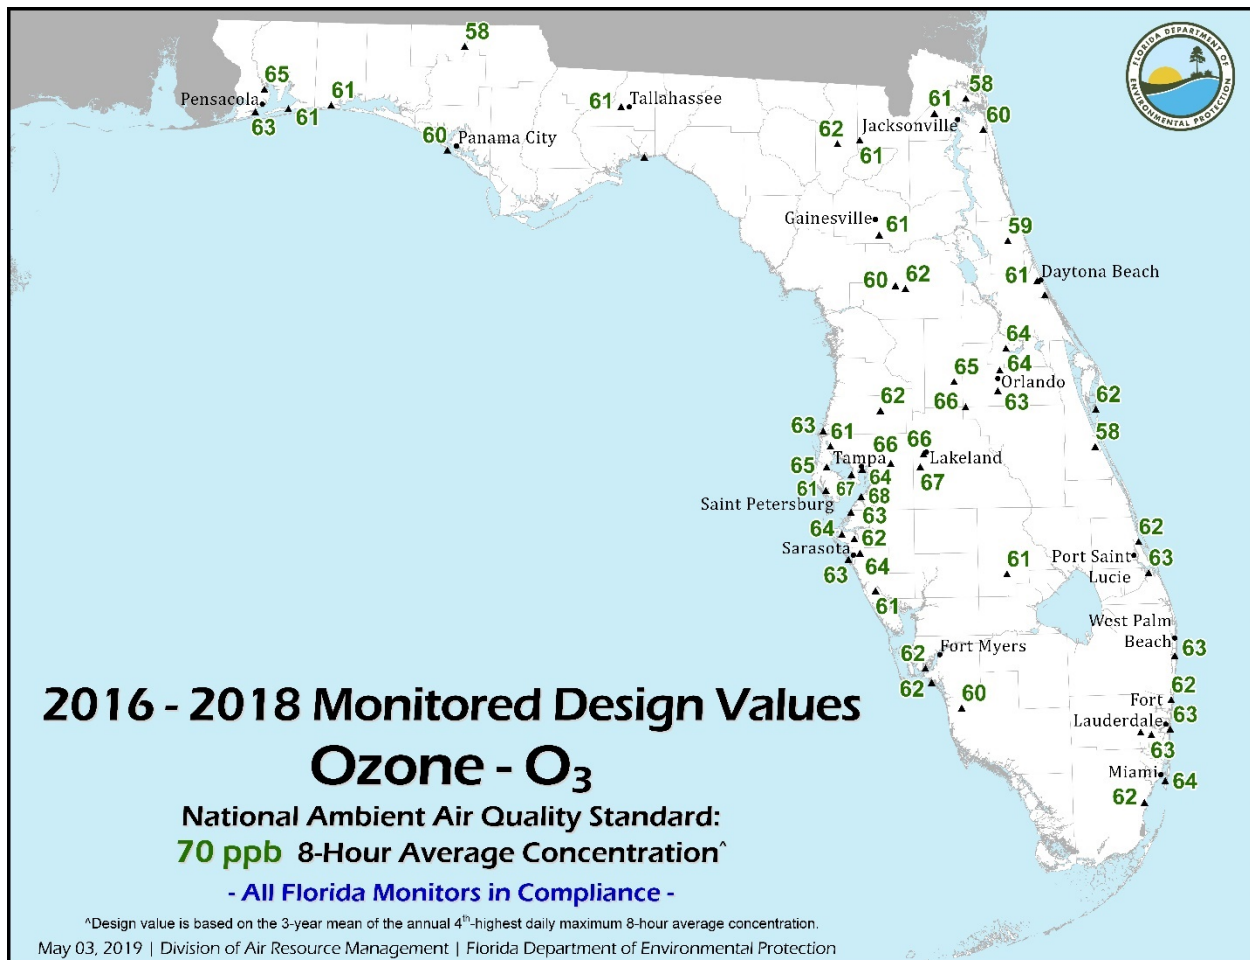 FLORIDA DEPARTMENT OF
ENVIRONMENTAL PROTECTION
58
65
Pensacola
63
61
61
60
Panama City
61
Tallahassee
58
61
Jacksonville
60
62
61
Gainesville
61
59
60
62
61
Daytona Beach
64
64
65
Orlando
66
63
62
62
58
63
61
66
66
Tampa
Lakeland
65
64
67
67
61
68
Saint Petersburg
63
64
62
Sarasota
64
63
61
61
62
Port Saint
Lucie
63
West Palm
Beach
63
62
Fort Myers
62
60
62
Fort
Lauderdale
63
63
Miami
64
62
2016 - 2018 Monitored Design Values
Ozone - O₃
National Ambient Air Quality Standard:
70 ppb 8-Hour Average Concentration^
- All Florida Monitors in Compliance -
^Design value is based on the 3-year mean of the annual 4th-highest daily maximum 8-hour average concentration.
May 03, 2019 | Division of Air Resource Management | Florida Department of Environmental Protection